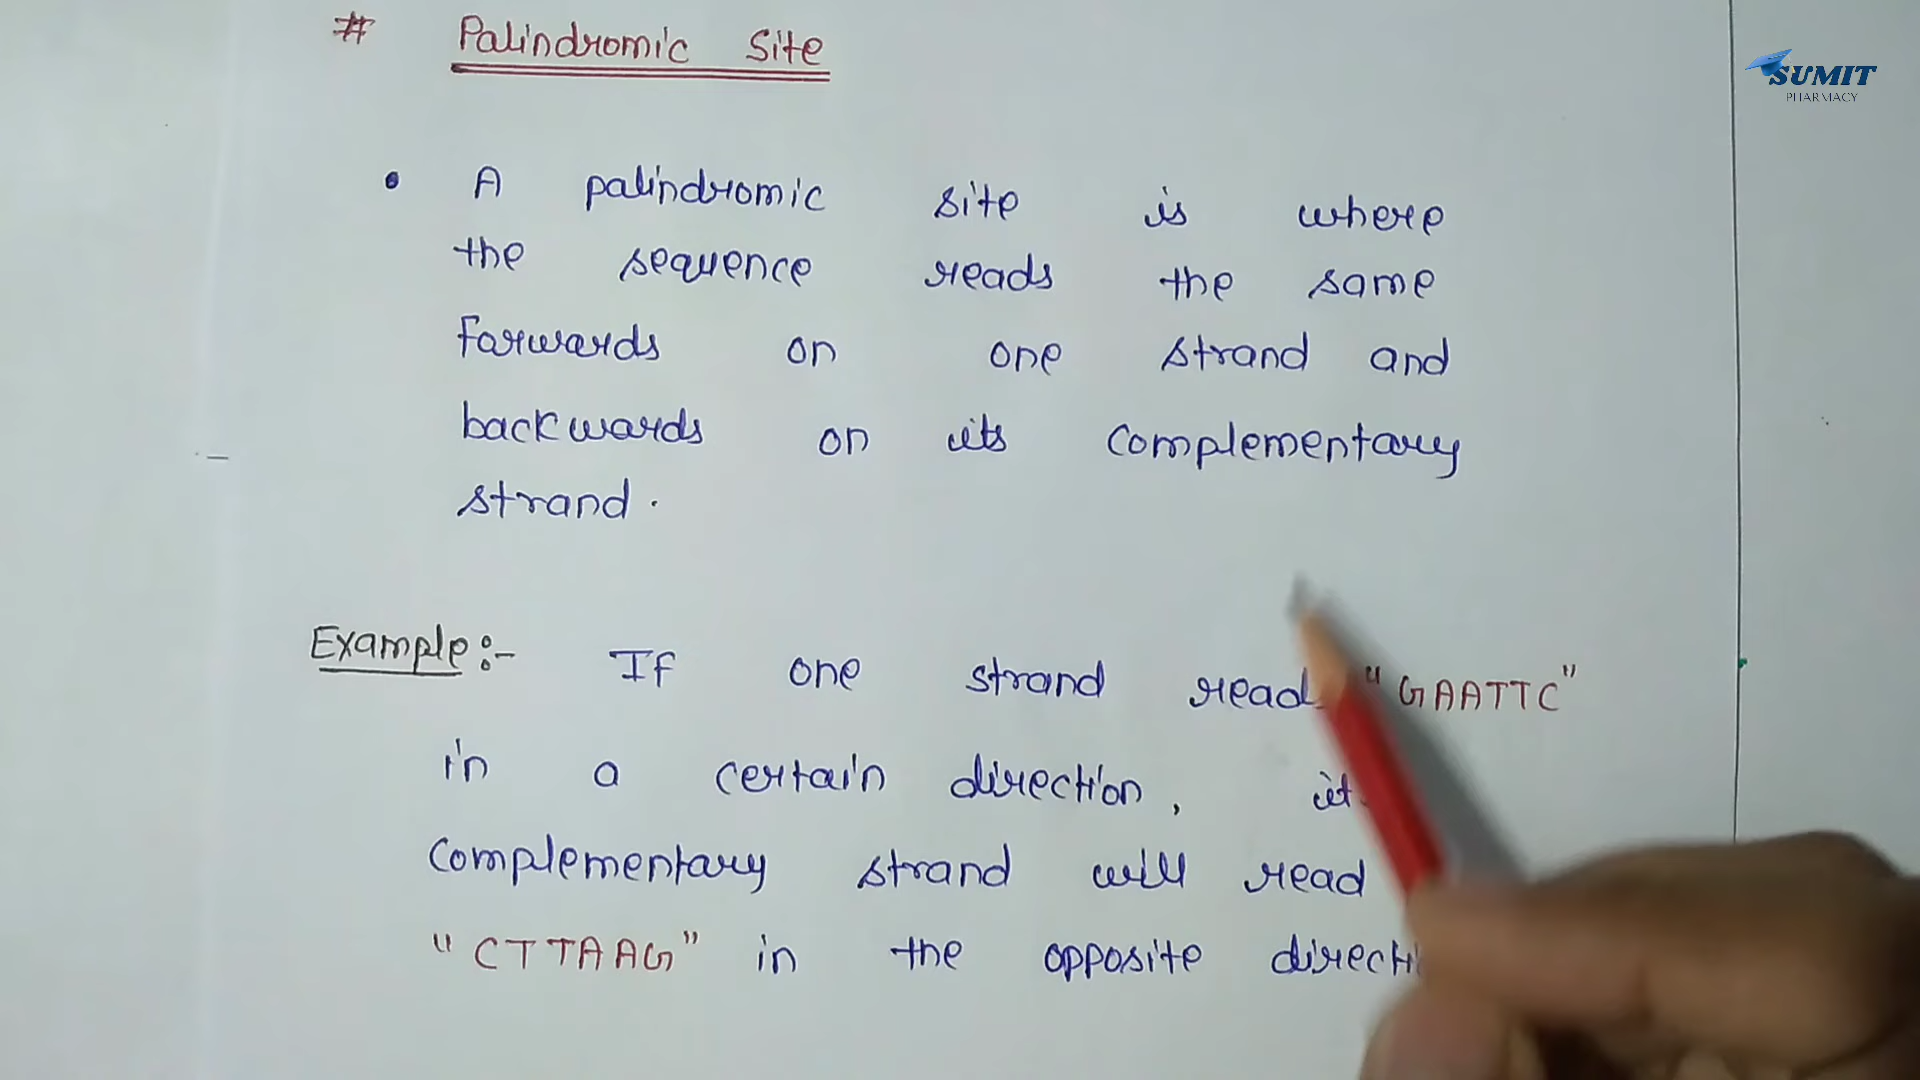 # Palindromic Site
SUMIT
PHARMACY
• A palindromic site is where
the sequence reads the same
forwards on one strand and
backwards on its complementary
strand.
Example:- If one strand read "GAATTC"
in a certain direction,
complementary strand will read
"CTTAAG" in the opposite